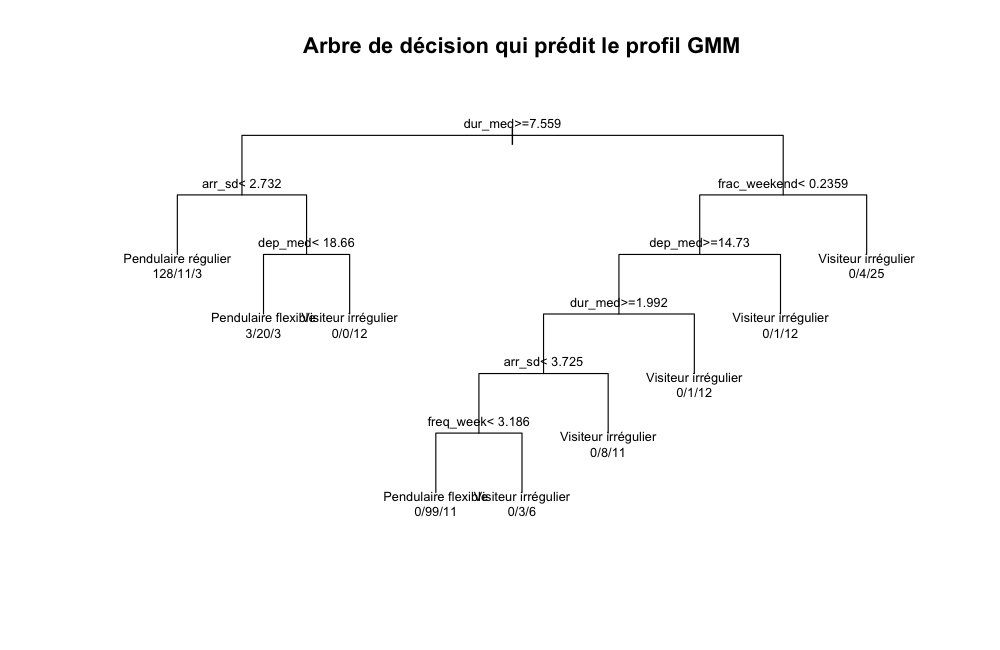 Arbre de décision qui prédit le profil GMM
dur_med>=7.559
arr_sd< 2.732
frac_weekend< 0.2359
dep_med< 18.66
dep_med>=14.73
Pendulaire régulier
128/11/3
Visiteur irrégulier
0/4/25
dur_med>=1.992
Pendulaire flexible
3/20/3
Visiteur irrégulier
0/0/12
Visiteur irrégulier
0/1/12
arr_sd< 3.725
Visiteur irrégulier
0/1/12
freq_week< 3.186
Visiteur irrégulier
0/8/11
Pendulaire flexible
0/99/11
Visiteur irrégulier
0/3/6